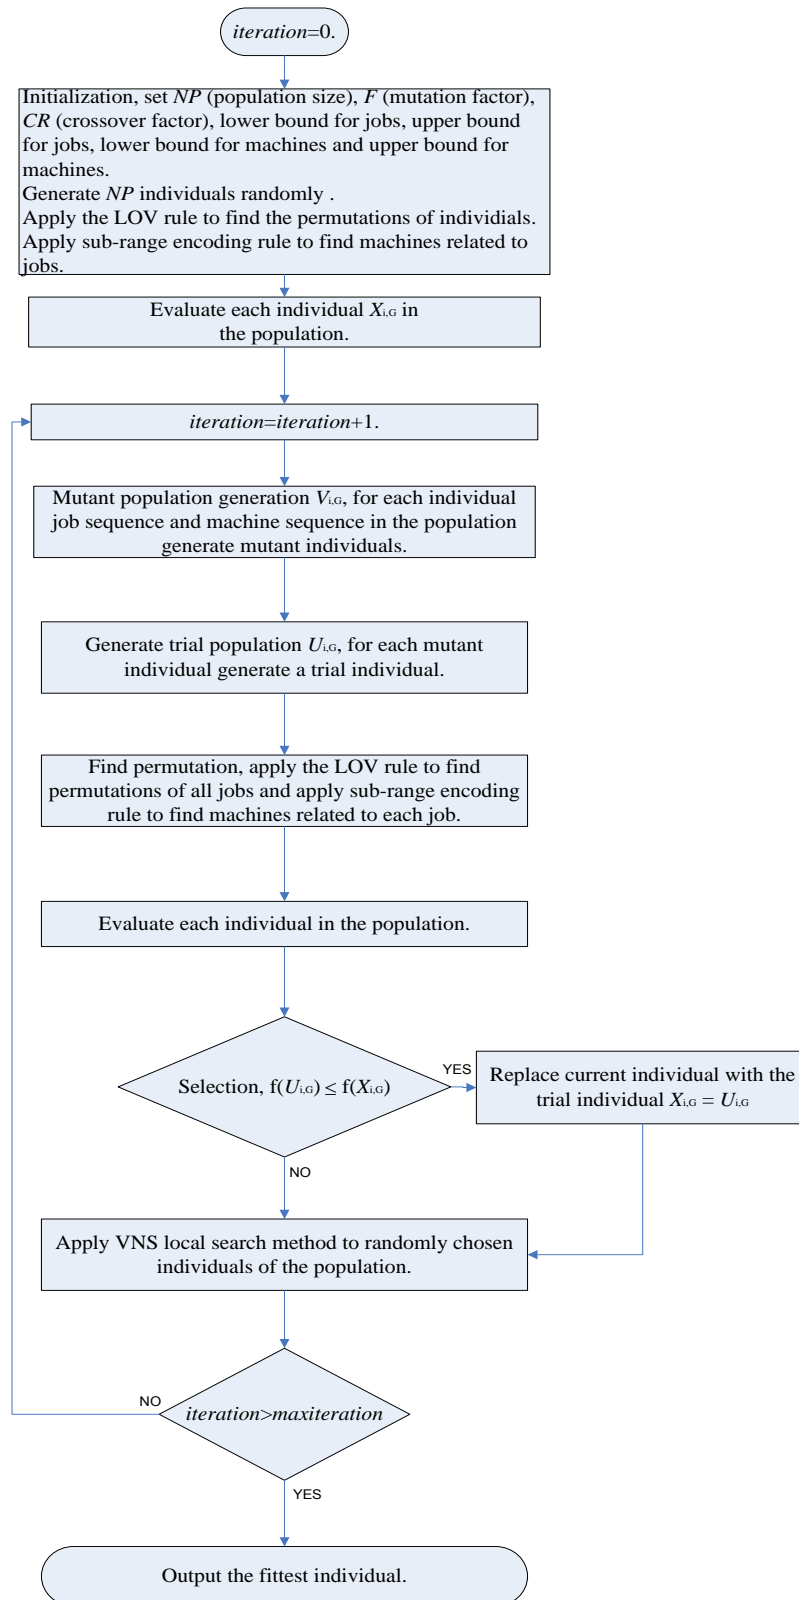 iteration=0.
Initialization, set NP (population size), F (mutation factor),
CR (crossover factor), lower bound for jobs, upper bound
for jobs, lower bound for machines and upper bound for
machines.
Generate NP individuals randomly .
Apply the LOV rule to find the permutations of individials.
Apply sub-range encoding rule to find machines related to
jobs.
Evaluate each individual Xi,G in
the population.
iteration=iteration+1.
Mutant population generation Vi,G, for each individual
job sequence and machine sequence in the population
generate mutant individuals.
Generate trial population Ui,G, for each mutant
individual generate a trial individual.
Find permutation, apply the LOV rule to find
permutations of all jobs and apply sub-range encoding
rule to find machines related to each job.
Evaluate each individual in the population.
Selection, f(Ui,G) ≤ f(Xi,G)
YES
Replace current individual with the
trial individual Xi,G = Ui,G
NO
Apply VNS local search method to randomly chosen
individuals of the population.
NO
iteration>maxiteration
YES
Output the fittest individual.